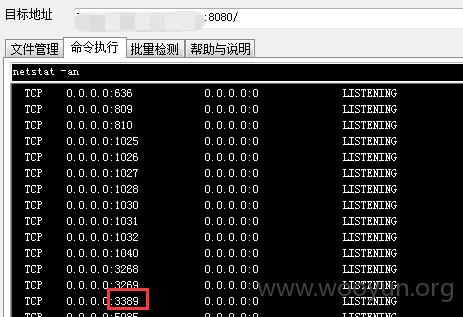 目标地址 :8080/
文件管理 命令执行 批量检测 帮助与说明
netstat -an
TCP 0.0.0.0:636 0.0.0.0:0 LISTENING
TCP 0.0.0.0:809 0.0.0.0:0 LISTENING
TCP 0.0.0.0:810 0.0.0.0:0 LISTENING
TCP 0.0.0.0:1025 0.0.0.0:0 LISTENING
TCP 0.0.0.0:1026 0.0.0.0:0 LISTENING
TCP 0.0.0.0:1027 0.0.0.0:0 LISTENING
TCP 0.0.0.0:1028 0.0.0.0:0 LISTENING
TCP 0.0.0.0:1030 0.0.0.0:0 LISTENING
TCP 0.0.0.0:1031 0.0.0.0:0 LISTENING
TCP 0.0.0.0:1032 0.0.0.0:0 LISTENING
TCP 0.0.0.0:1040 0.0.0.0:0 LISTENING
TCP 0.0.0.0:3268 0.0.0.0:0 LISTENING
TCP 0.0.0.0:3269 0.0.0.0:0 LISTENING
TCP 0.0.0.0:3389 0.0.0.0:0 LISTENING
www.wooyun.org